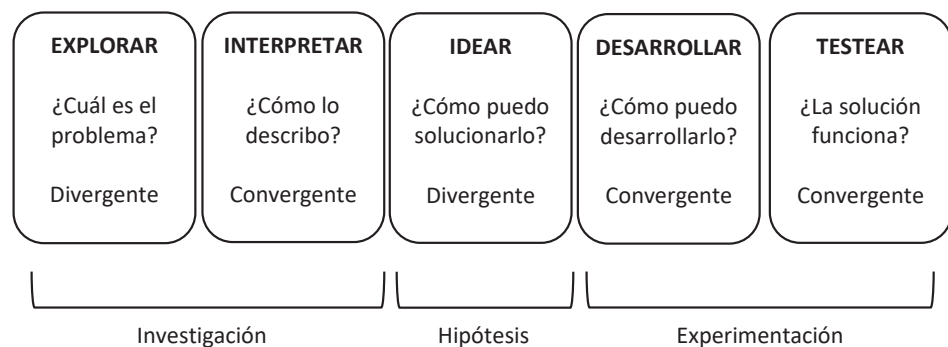 EXPLORAR
¿Cuál es el
problema?
Divergente
INTERPRETAR
¿Cómo lo
describo?
Convergente
IDEAR
¿Cómo puedo
solucionarlo?
Divergente
DESARROLLAR
¿Cómo puedo
desarrollarlo?
Convergente
TESTEAR
¿La solución
funciona?
Convergente
Investigación
Hipótesis
Experimentación